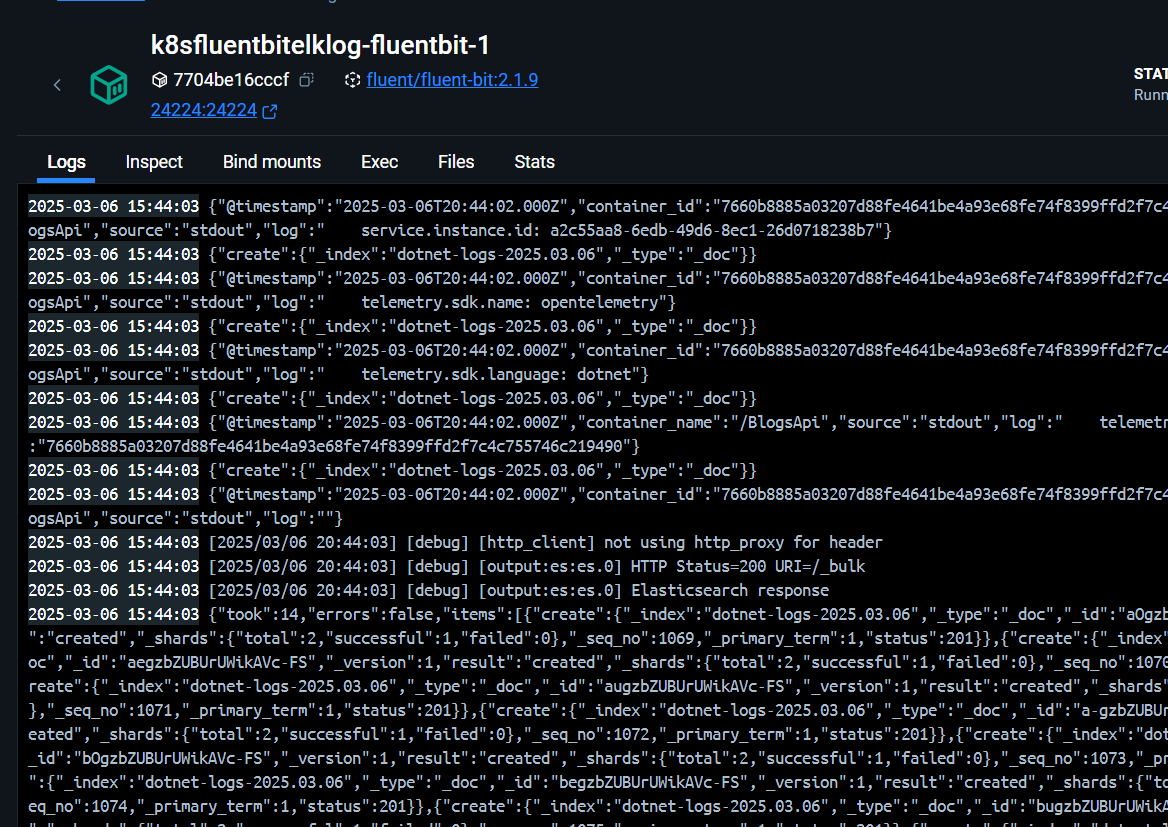 k8sfluentbitelklog-fluentbit-1
7704be16cccf fluent/fluent-bit:2.1.9
24224:24224
STAT
Runn
Logs Inspect Bind mounts Exec Files Stats
2025-03-06 15:44:03 {"@timestamp":"2025-03-06T20:44:02.000Z","container_id":"7660b8885a03207d88fe4641be4a93e68fe74f8399ffd2f7c4
ogsApi","source":"stdout","log":"    service.instance.id: a2c55aa8-6edb-49d6-8ec1-26d0718238b7"}
2025-03-06 15:44:03 {"create":{"_index":"dotnet-logs-2025.03.06","_type":"_doc"}}
2025-03-06 15:44:03 {"@timestamp":"2025-03-06T20:44:02.000Z","container_id":"7660b8885a03207d88fe4641be4a93e68fe74f8399ffd2f7c4
ogsApi","source":"stdout","log":"    telemetry.sdk.name: opentelemetry"}
2025-03-06 15:44:03 {"create":{"_index":"dotnet-logs-2025.03.06","_type":"_doc"}}
2025-03-06 15:44:03 {"@timestamp":"2025-03-06T20:44:02.000Z","container_id":"7660b8885a03207d88fe4641be4a93e68fe74f8399ffd2f7c4
ogsApi","source":"stdout","log":"    telemetry.sdk.language: dotnet"}
2025-03-06 15:44:03 {"create":{"_index":"dotnet-logs-2025.03.06","_type":"_doc"}}
2025-03-06 15:44:03 {"@timestamp":"2025-03-06T20:44:02.000Z","container_name":"/BlogsApi","source":"stdout","log":"    telemetr
:"7660b8885a03207d88fe4641be4a93e68fe74f8399ffd2f7c4c755746c219490"}
2025-03-06 15:44:03 {"create":{"_index":"dotnet-logs-2025.03.06","_type":"_doc"}}
2025-03-06 15:44:03 {"@timestamp":"2025-03-06T20:44:02.000Z","container_id":"7660b8885a03207d88fe4641be4a93e68fe74f8399ffd2f7c4
ogsApi","source":"stdout","log":""}
2025-03-06 15:44:03 [2025/03/06 20:44:03] [debug] [http_client] not using http_proxy for header
2025-03-06 15:44:03 [2025/03/06 20:44:03] [debug] [output:es:es.0] HTTP Status=200 URI=/_bulk
2025-03-06 15:44:03 [2025/03/06 20:44:03] [debug] [output:es:es.0] Elasticsearch response
2025-03-06 15:44:03 {"took":14,"errors":false,"items":[{"create":{"_index":"dotnet-logs-2025.03.06","_type":"_doc","_id":"aOgzb
":"created","_shards":{"total":2,"successful":1,"failed":0},"_seq_no":1069,"_primary_term":1,"status":201}},{"create":{"_index"
oc","_id":"aegzbZUBUrUWikAVc-FS","_version":1,"result":"created","_shards":{"total":2,"successful":1,"failed":0},"_seq_no":1070
reate":{"_index":"dotnet-logs-2025.03.06","_type":"_doc","_id":"augzbZUBUrUWikAVc-FS","_version":1,"result":"created","_shards"
},"_seq_no":1071,"_primary_term":1,"status":201}},{"create":{"_index":"dotnet-logs-2025.03.06","_type":"_doc","_id":"a-gzbZUBUr
eated","_shards":{"total":2,"successful":1,"failed":0},"_seq_no":1072,"_primary_term":1,"status":201}},{"create":{"_index":"dot
_id":"bOgzbZUBUrUWikAVc-FS","_version":1,"result":"created","_shards":{"total":2,"successful":1,"failed":0},"_seq_no":1073,"_pr
":{"_index":"dotnet-logs-2025.03.06","_type":"_doc","_id":"begzbZUBUrUWikAVc-FS","_version":1,"result":"created","_shards":{"to
eq_no":1074,"_primary_term":1,"status":201}},{"create":{"_index":"dotnet-logs-2025.03.06","_type":"_doc","_id":"bugzbZUBUrUWikA